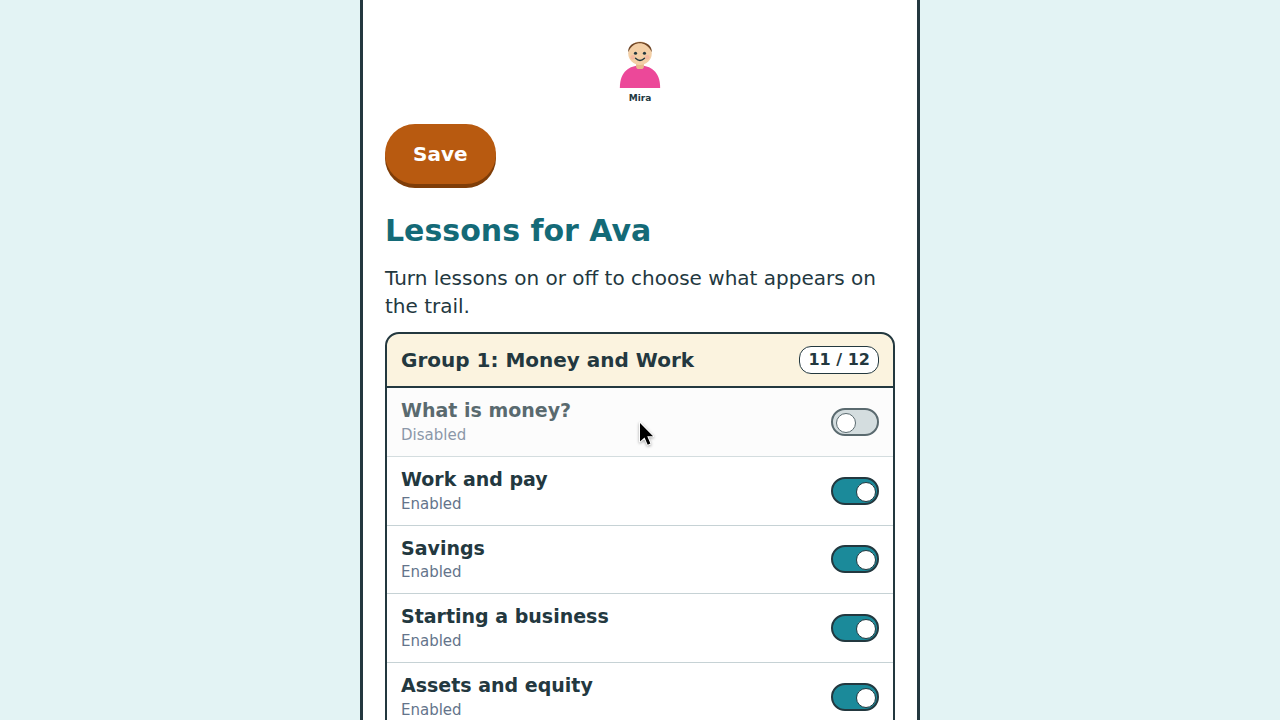 Mira
Save
Lessons for Ava
Turn lessons on or off to choose what appears on
the trail.
Group 1: Money and Work
11 / 12
What is money?
Disabled
Work and pay
Enabled
Savings
Enabled
Starting a business
Enabled
Assets and equity
Enabled